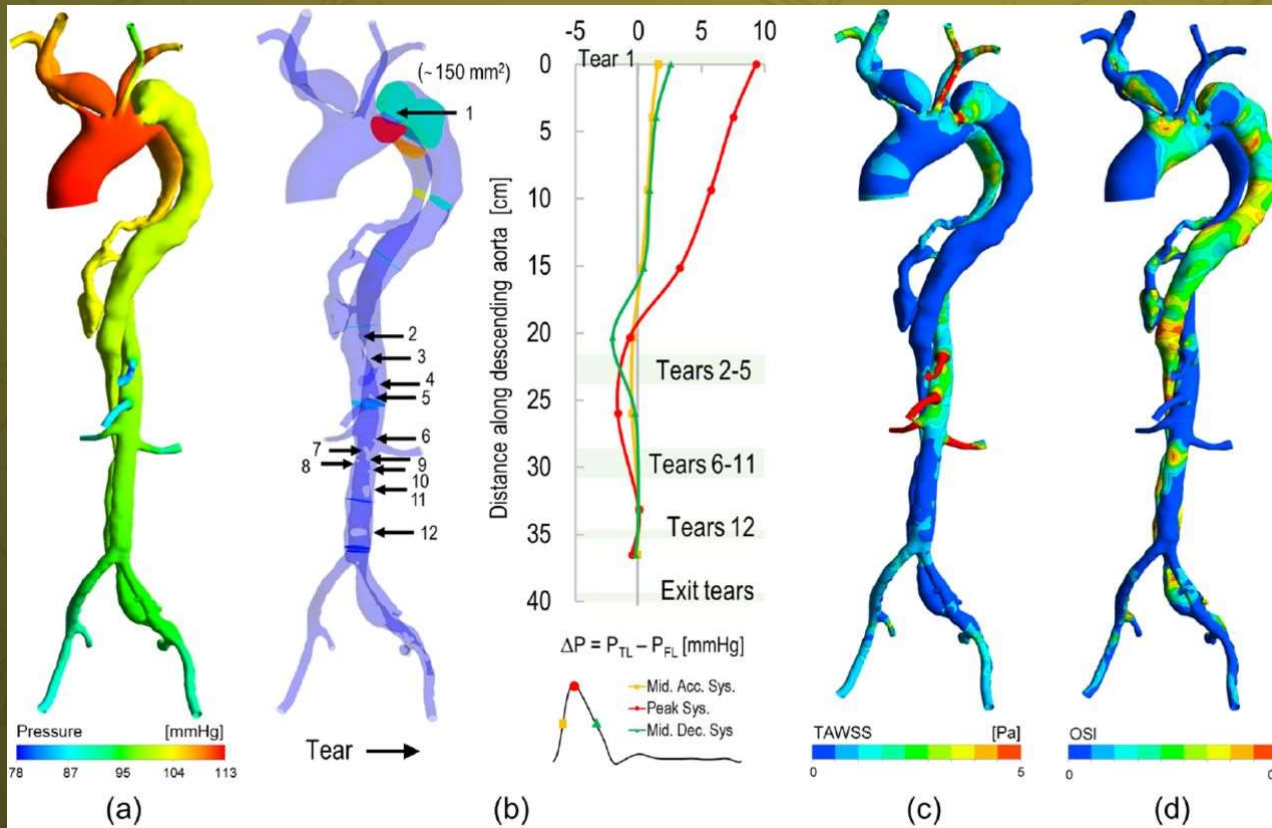 -5 0 5 10
Tear 1
(~150 mm²)
1
0
5
10
15
20
25
30
35
40
Distance along descending aorta [cm]
2
3
4
5
6
7
8
9
10
11
12
Tears 2-5
Tears 6-11
Tears 12
Exit tears
ΔP = P_TL – P_FL [mmHg]
Mid. Acc. Sys.
Peak Sys.
Mid. Dec. Sys
Pressure [mmHg]
78 87 95 104 113
Tear
TAWSS [Pa]
0 5
OSI
0
(a) (b) (c) (d)